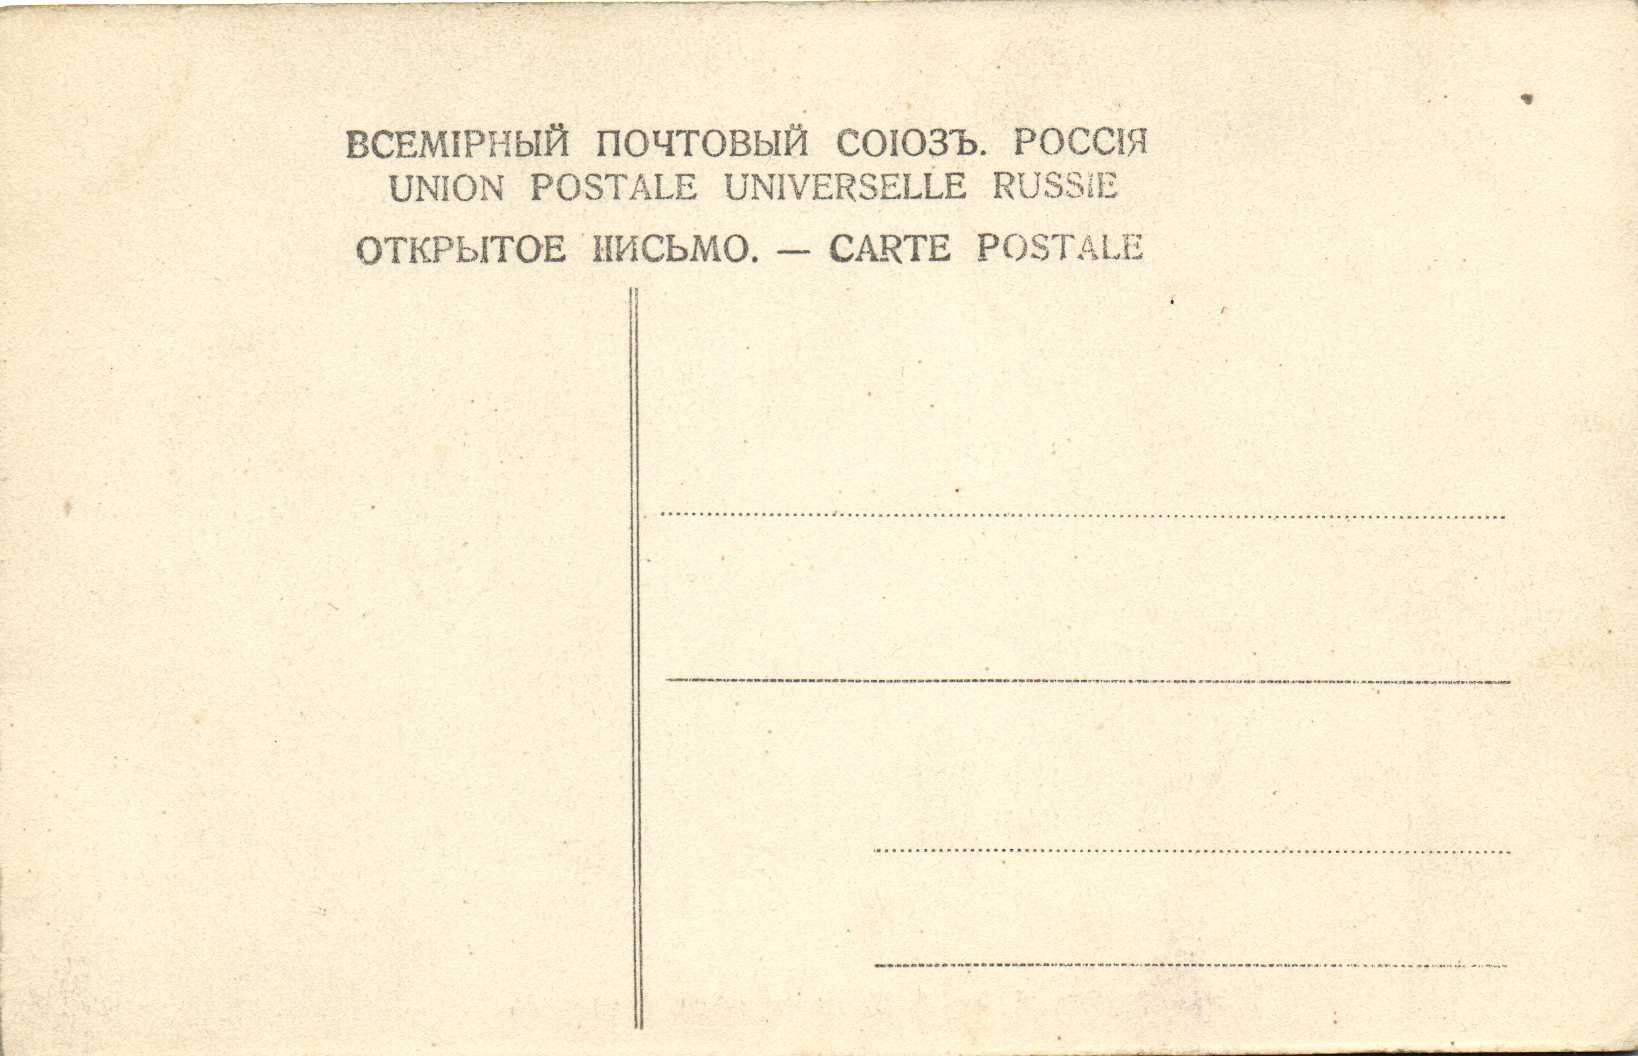 ВСЕМІРНЫЙ ПОЧТОВЫЙ СОЮЗЪ. РОССІЯ
UNION POSTALE UNIVERSELLE RUSSIE
ОТКРЫТОЕ ПИСЬМО. — CARTE POSTALE